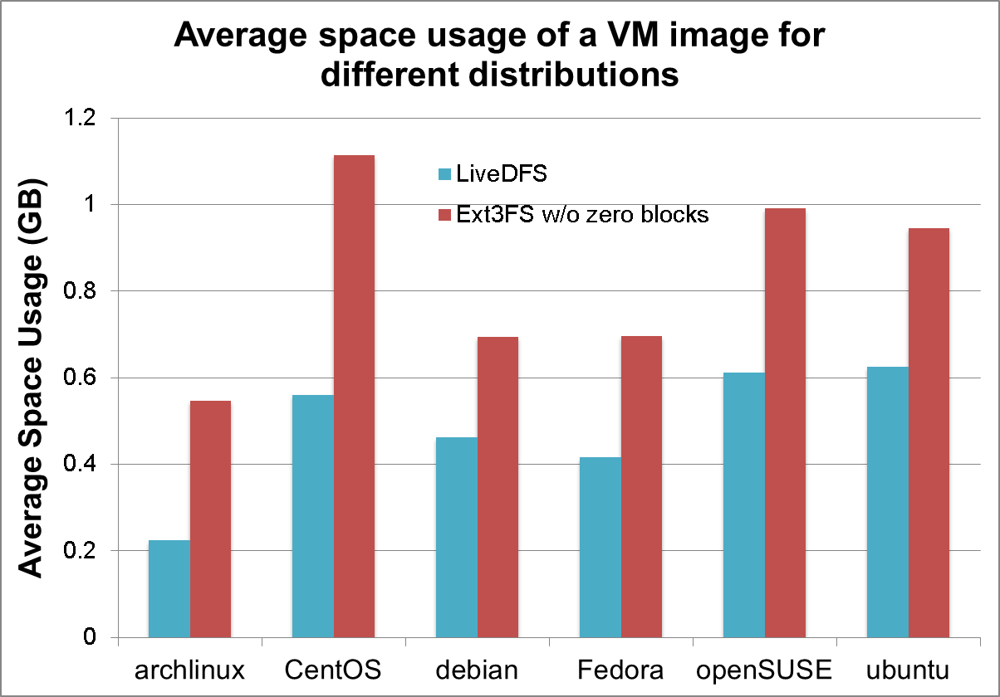 Average space usage of a VM image for
different distributions
Average Space Usage (GB)
1.2
1
0.8
0.6
0.4
0.2
0
LiveDFS
Ext3FS w/o zero blocks
archlinux CentOS debian Fedora openSUSE ubuntu